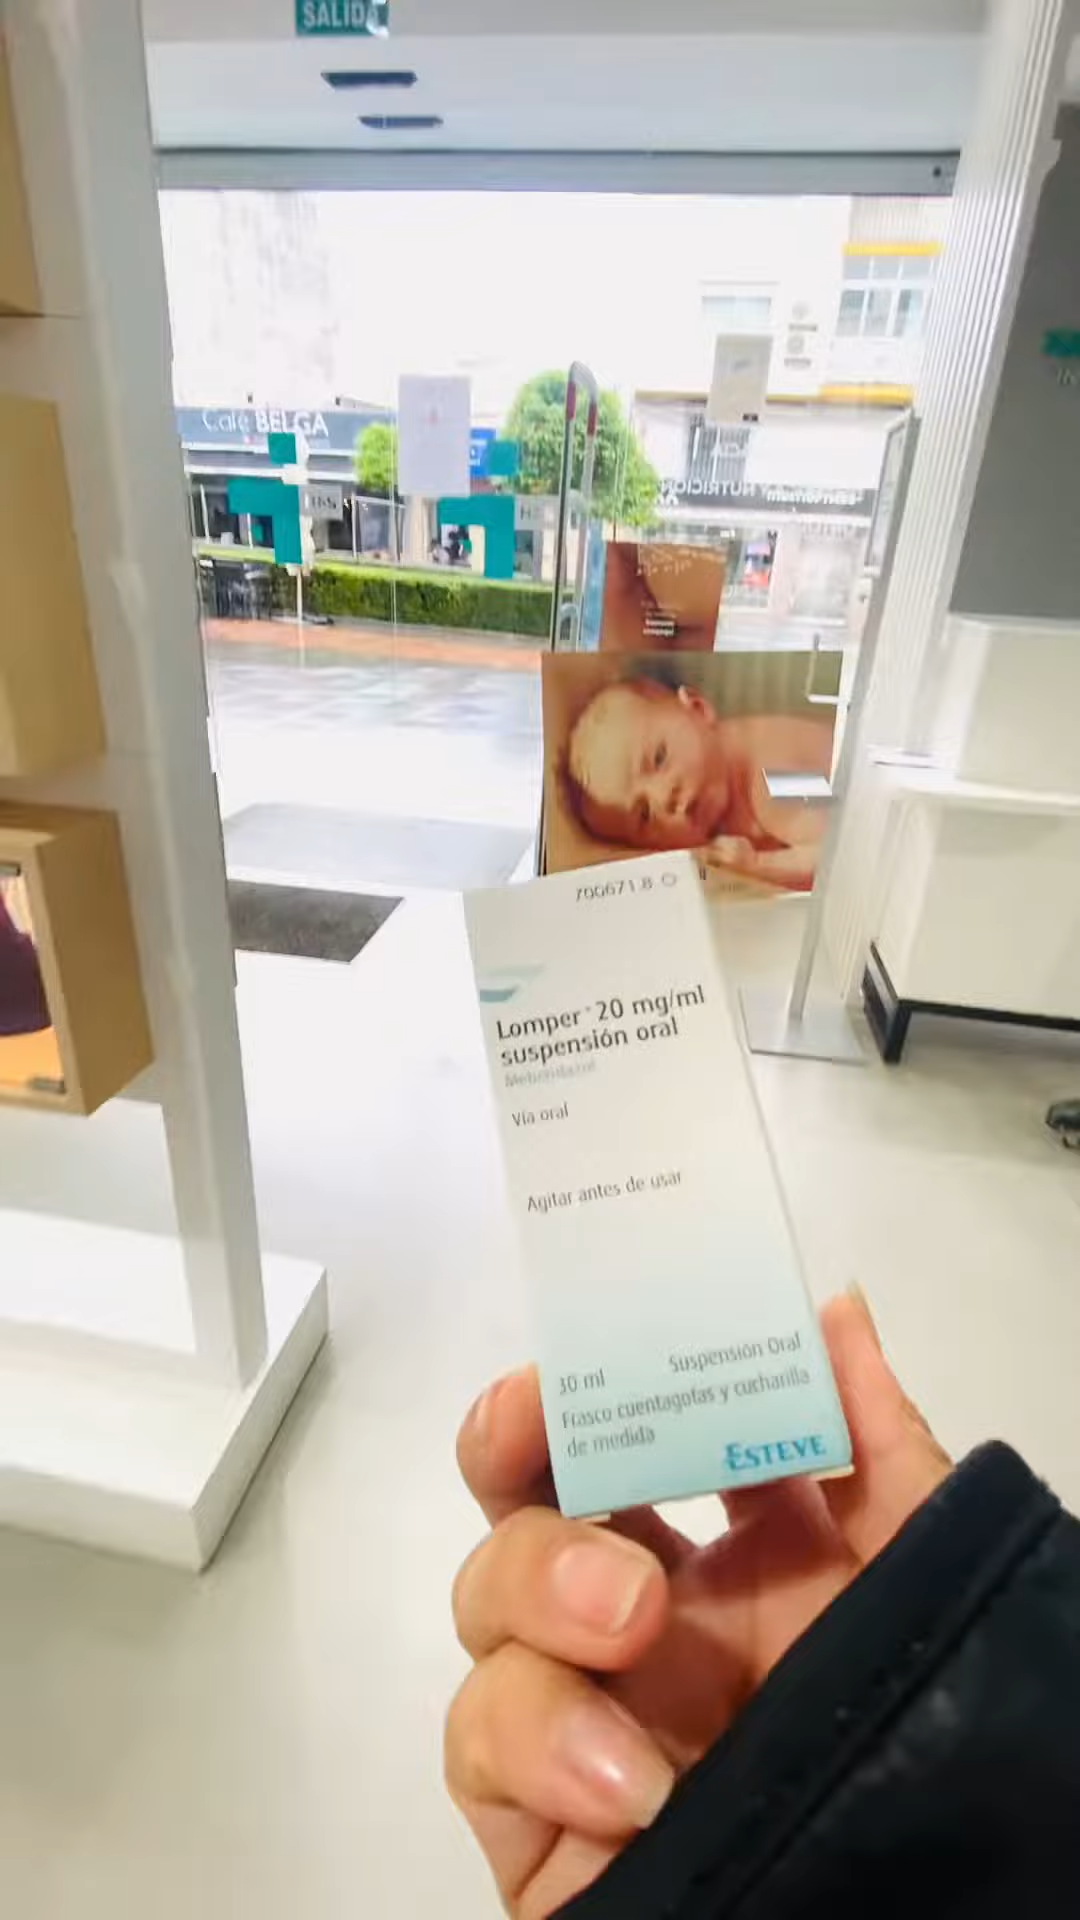 SALIDA
Café BELGA
700671.8
Lomper 20 mg/ml
suspensión oral
Mebendazol
Vía oral
Agitar antes de usar
30 ml Suspensión Oral
Frasco cuentagotas y cucharilla
de medida
ESTEVE